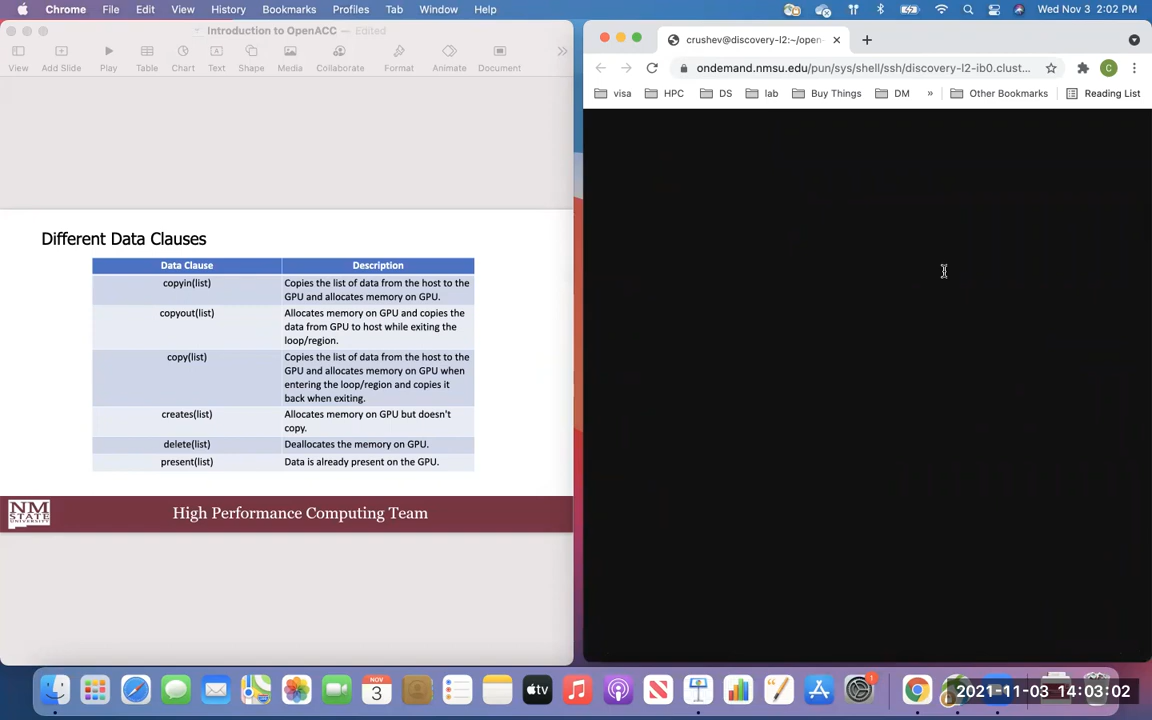 Chrome File Edit View History Bookmarks Profiles Tab Window Help Wed Nov 3 2:02 PM
Introduction to OpenACC — Edited
View Add Slide Play Table Chart Text Shape Media Collaborate Format Animate Document
crushev@discovery-l2:~/open-
ondemand.nmsu.edu/pun/sys/shell/ssh/discovery-l2-ib0.clust...
C
visa HPC DS lab Buy Things DM » Other Bookmarks Reading List
Different Data Clauses
Data Clause Description
copyin(list) Copies the list of data from the host to the
GPU and allocates memory on GPU.
copyout(list) Allocates memory on GPU and copies the
data from GPU to host while exiting the
loop/region.
copy(list) Copies the list of data from the host to the
GPU and allocates memory on GPU when
entering the loop/region and copies it
back when exiting.
creates(list) Allocates memory on GPU but doesn't
copy.
delete(list) Deallocates the memory on GPU.
present(list) Data is already present on the GPU.
NM
STATE
High Performance Computing Team
NOV
3
tv
1
2021-11-03 14:03:02